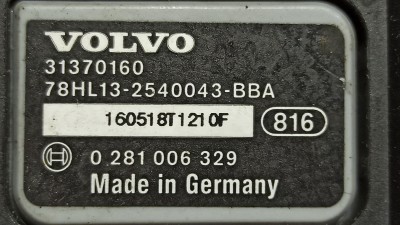 VOLVO
31370160
78HL13-2540043-BBA
160518T1210F 816
0 281 006 329
Made in Germany